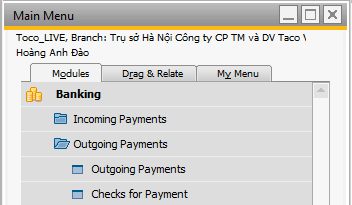 Main Menu
Toco_LIVE, Branch: Trụ sở Hà Nội Công ty CP TM và DV Taco \
Hoàng Anh Đào
Modules Drag & Relate My Menu
Banking
Incoming Payments
Outgoing Payments
Outgoing Payments
Checks for Payment